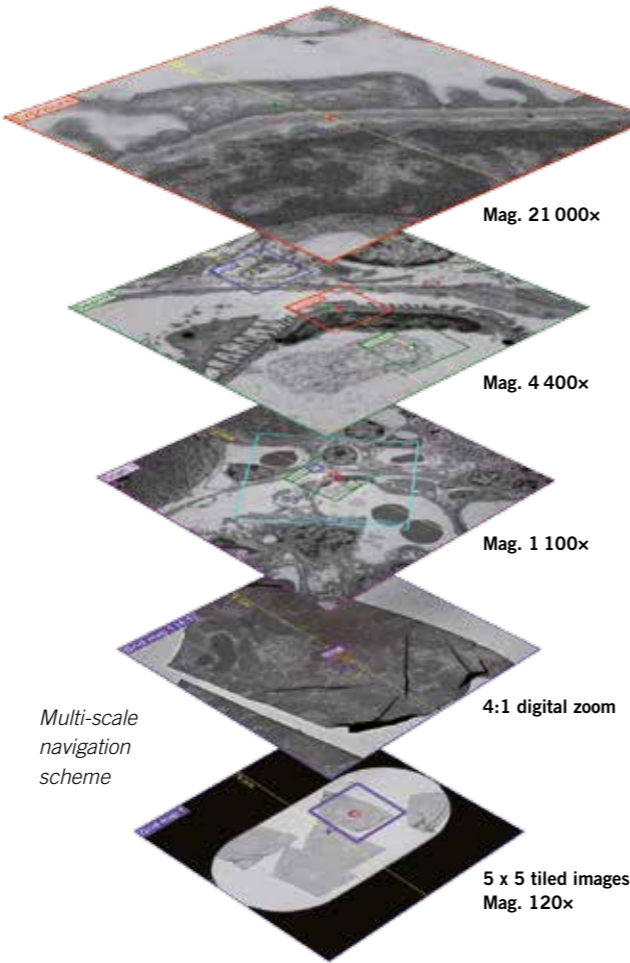 Mag. 21 000×
Mag. 4 400×
Mag. 1 100×
4:1 digital zoom
Multi-scale
navigation
scheme
5 x 5 tiled images
Mag. 120×